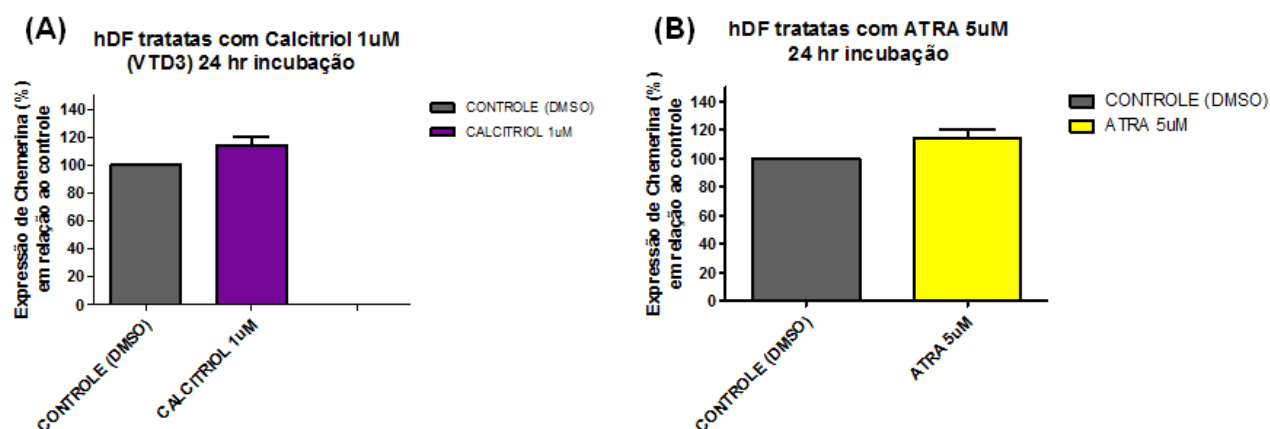 (A)
hDF tratatas com Calcitriol 1uM
(VTD3) 24 hr incubação
Expressão de Chemerina (%)
em relação ao controle
140
120
100
80
60
40
20
0
CONTROLE (DMSO)
CALCITRIOL 1uM
CONTROLE (DMSO)
CALCITRIOL 1uM
(B)
hDF tratatas com ATRA 5uM
24 hr incubação
Expressão de Chemerina (%)
em relação ao controle
140
120
100
80
60
40
20
0
CONTROLE (DMSO)
ATRA 5uM
CONTROLE (DMSO)
ATRA 5uM